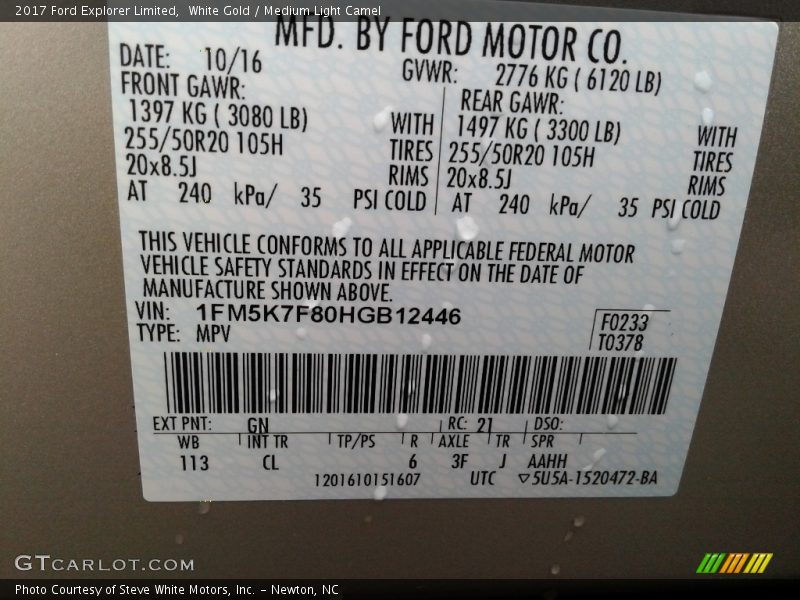 2017 Ford Explorer Limited,  White Gold / Medium Light Camel
MFD. BY FORD MOTOR CO.
DATE: 10/16 GVWR: 2776 KG ( 6120 LB)
FRONT GAWR: REAR GAWR:
1397 KG ( 3080 LB) WITH 1497 KG ( 3300 LB) WITH
255/50R20 105H TIRES 255/50R20 105H TIRES
20x8.5J RIMS 20x8.5J RIMS
AT 240 kPa/ 35 PSI COLD AT 240 kPa/ 35 PSI COLD
THIS VEHICLE CONFORMS TO ALL APPLICABLE FEDERAL MOTOR
VEHICLE SAFETY STANDARDS IN EFFECT ON THE DATE OF
MANUFACTURE SHOWN ABOVE.
VIN: 1FM5K7F80HGB12446 F0233
TYPE: MPV T0378
EXT PNT: GN RC: 21 DSO:
WB INT TR TP/PS R AXLE TR SPR
113 CL 6 3F J AAHH
1201610151607 UTC ▽5U5A-1520472-BA
GTCARLOT.COM
Photo Courtesy of Steve White Motors, Inc. – Newton, NC